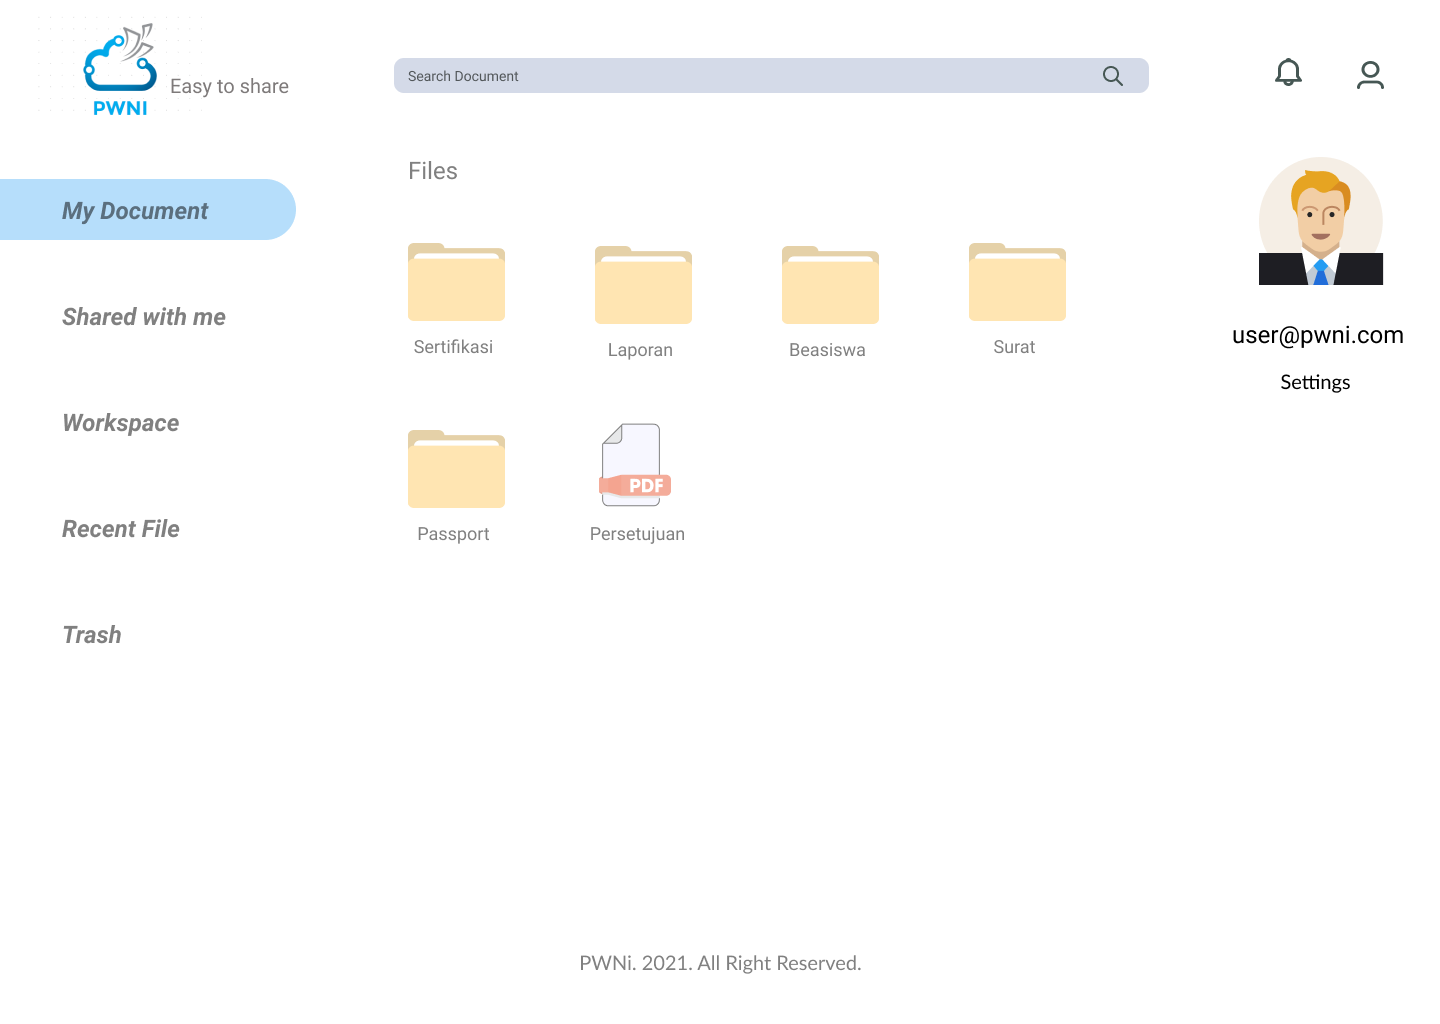 PWNI
Easy to share
Search Document
Files
My Document
Shared with me
Workspace
Recent File
Trash
Sertifikasi
Laporan
Beasiswa
Surat
Passport
PDF
Persetujuan
user@pwni.com
Settings
PWNi. 2021. All Right Reserved.